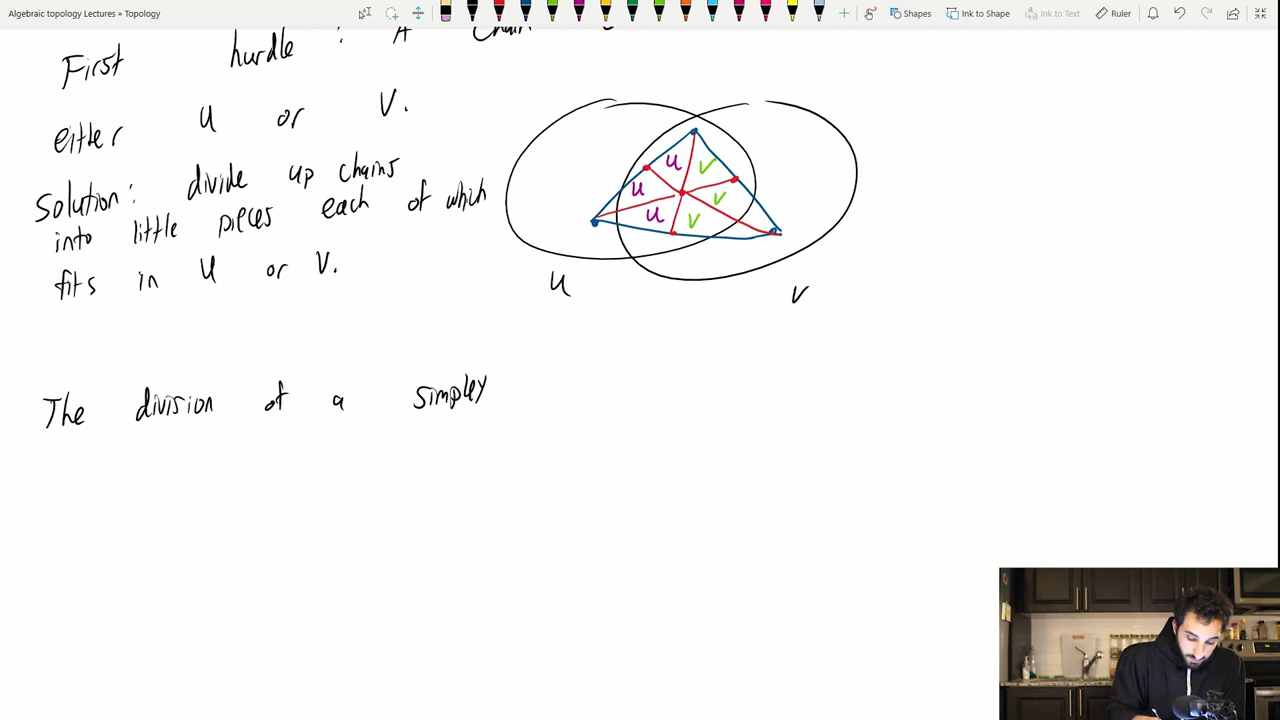 Algebraic topology Lectures » Topology
Shapes
Ink to Shape
Ink to Text
Ruler
First hurdle : A chain
either U or V.
Solution: divide up chains
into little pieces each of which
fits in U or V.
U V
U V
U V
U
V
The division of a simplex